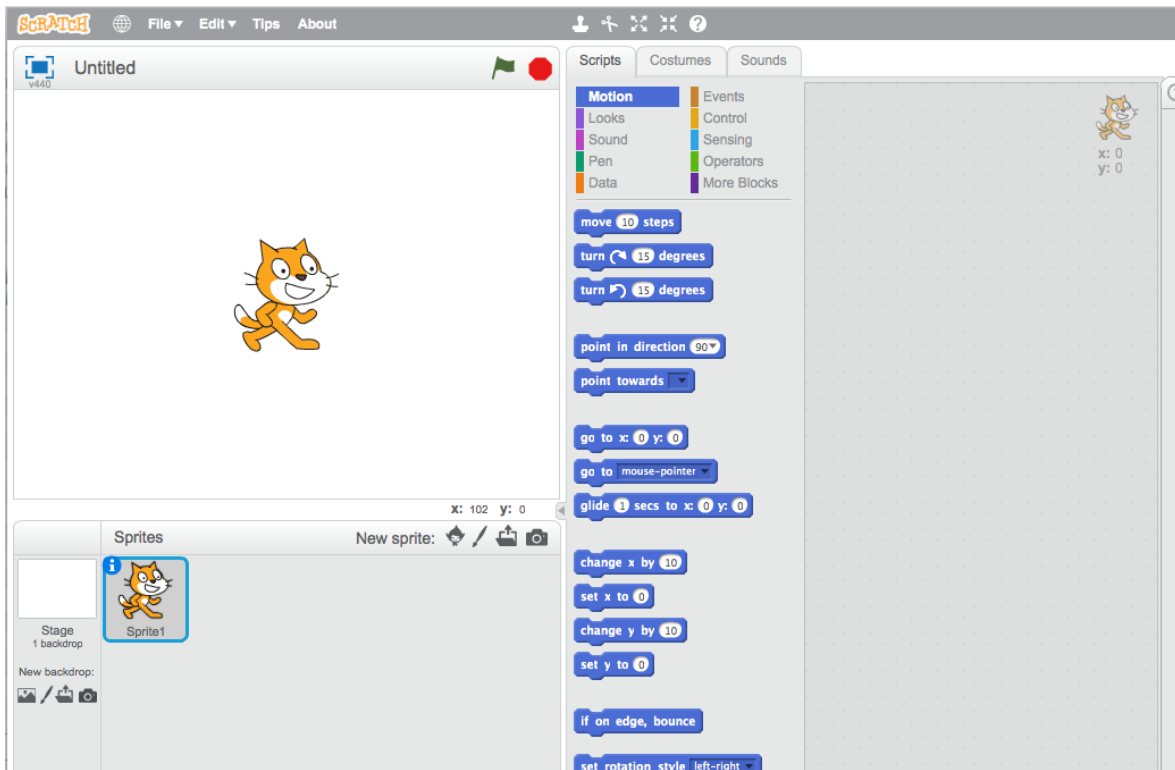 SCRATCH File Edit Tips About
v440 Untitled
Scripts Costumes Sounds
Motion Events
Looks Control
Sound Sensing
Pen Operators
Data More Blocks
x: 0
y: 0
move 10 steps
turn 15 degrees
turn 15 degrees
point in direction 90
point towards
go to x: 0 y: 0
go to mouse-pointer
glide 1 secs to x: 0 y: 0
change x by 10
set x to 0
change y by 10
set y to 0
if on edge, bounce
set rotation style left-right
X: 102 y: 0
Sprites New sprite:
Stage
1 backdrop
New backdrop:
Sprite1